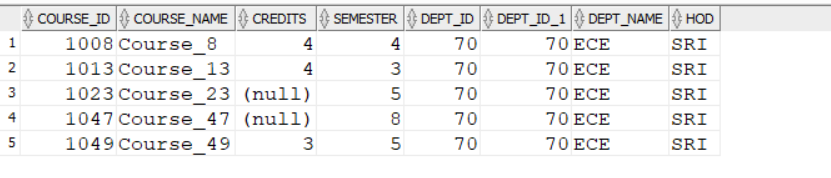 COURSE_ID COURSE_NAME CREDITS SEMESTER DEPT_ID DEPT_ID_1 DEPT_NAME HOD
1 1008 Course_8 4 4 70 70 ECE SRI
2 1013 Course_13 4 3 70 70 ECE SRI
3 1023 Course_23 (null) 5 70 70 ECE SRI
4 1047 Course_47 (null) 8 70 70 ECE SRI
5 1049 Course_49 3 5 70 70 ECE SRI